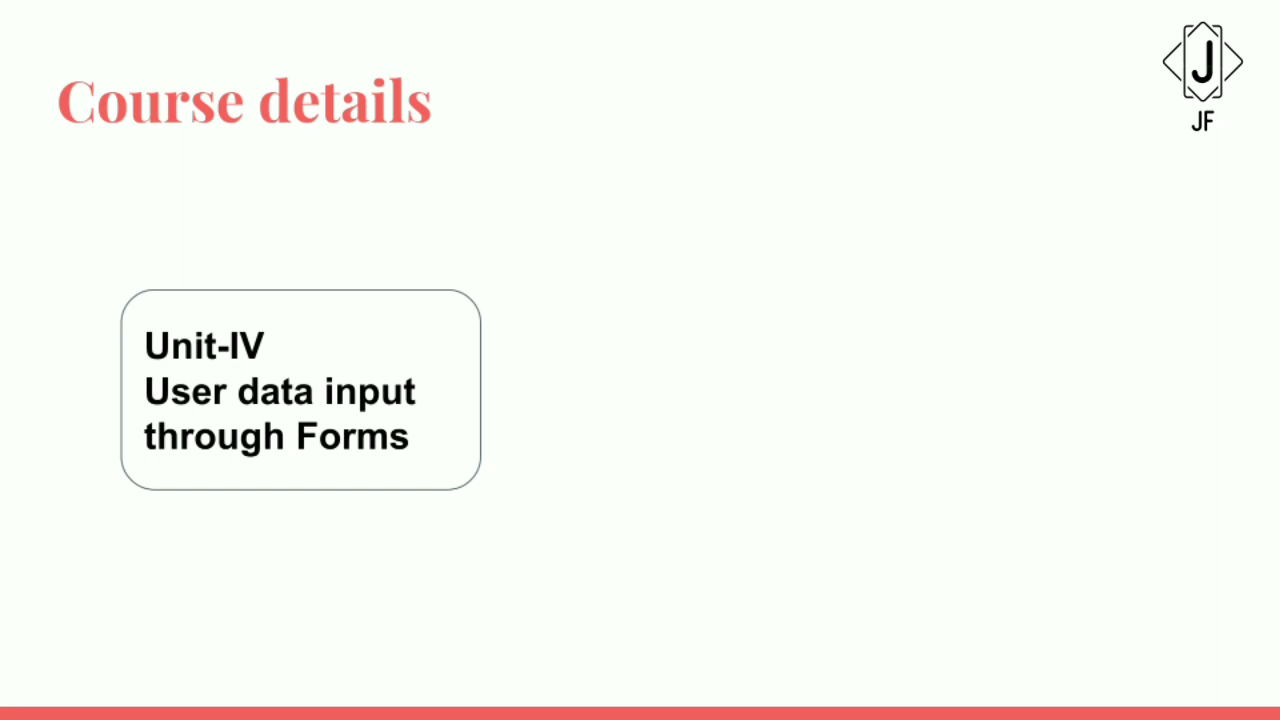 Course details
J
JF
Unit-IV
User data input
through Forms